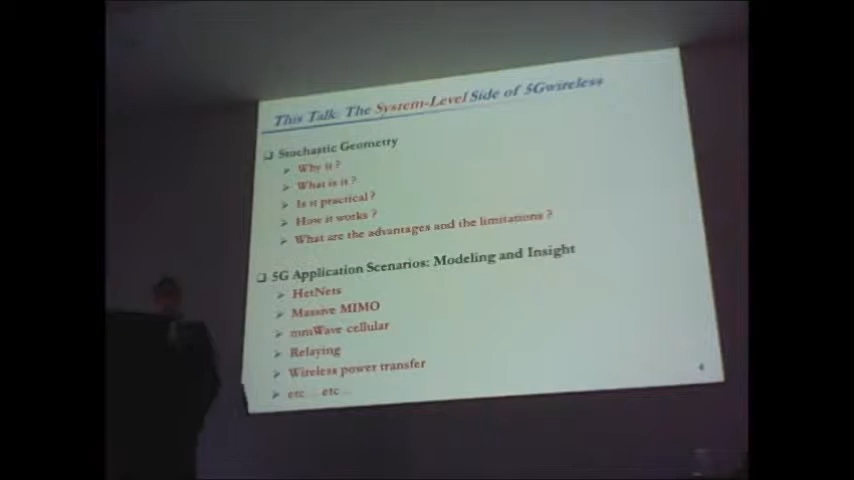 This Talk: The System-Level Side of 5Gwireless
❑ Stochastic Geometry
➢ Why it ?
➢ What is it ?
➢ Is it practical ?
➢ How it works ?
➢ What are the advantages and the limitations ?
❑ 5G Application Scenarios: Modeling and Insight
➢ HetNets
➢ Massive MIMO
➢ mmWave cellular
➢ Relaying
➢ Wireless power transfer
➢ etc… etc…
4